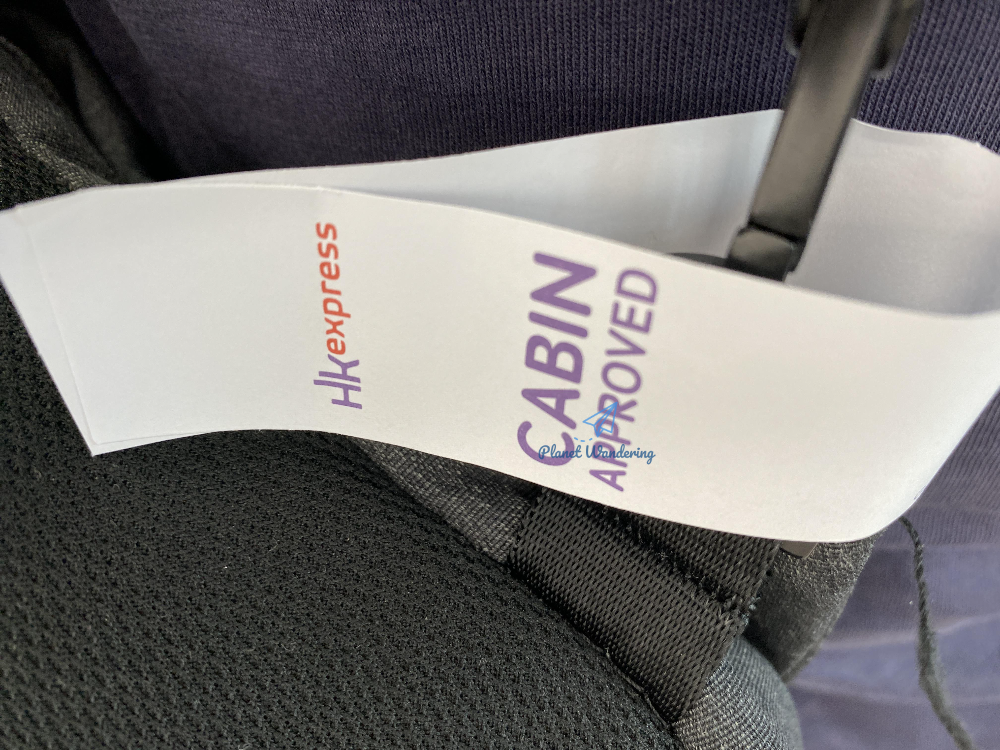 HKexpress
CABIN
APPROVED
Planet Wandering